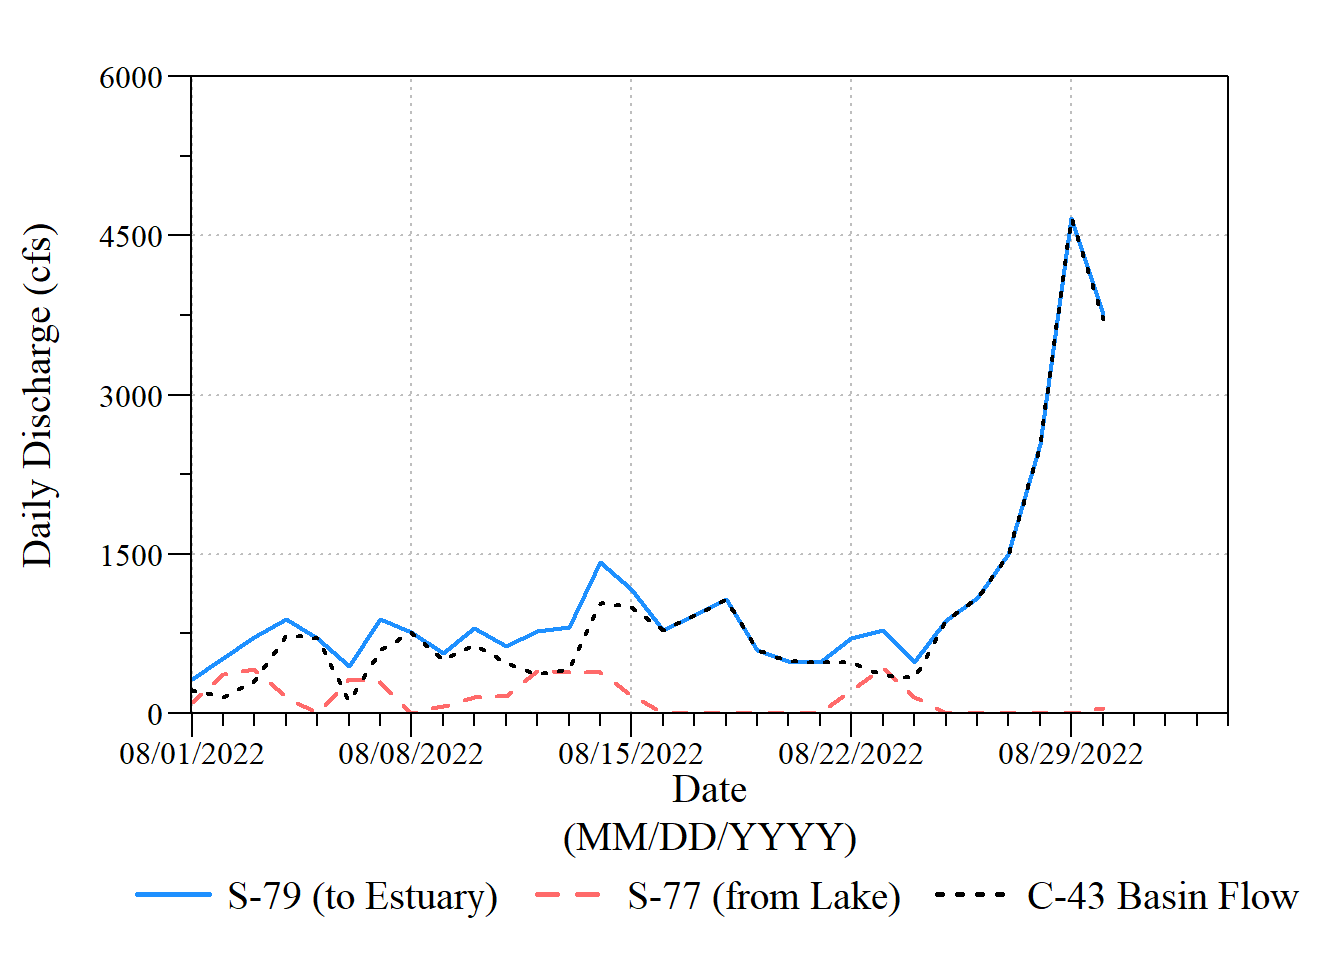 6000
4500
3000
1500
0
Daily Discharge (cfs)
08/01/2022 08/08/2022 08/15/2022 08/22/2022 08/29/2022
Date
(MM/DD/YYYY)
S-79 (to Estuary) S-77 (from Lake) C-43 Basin Flow